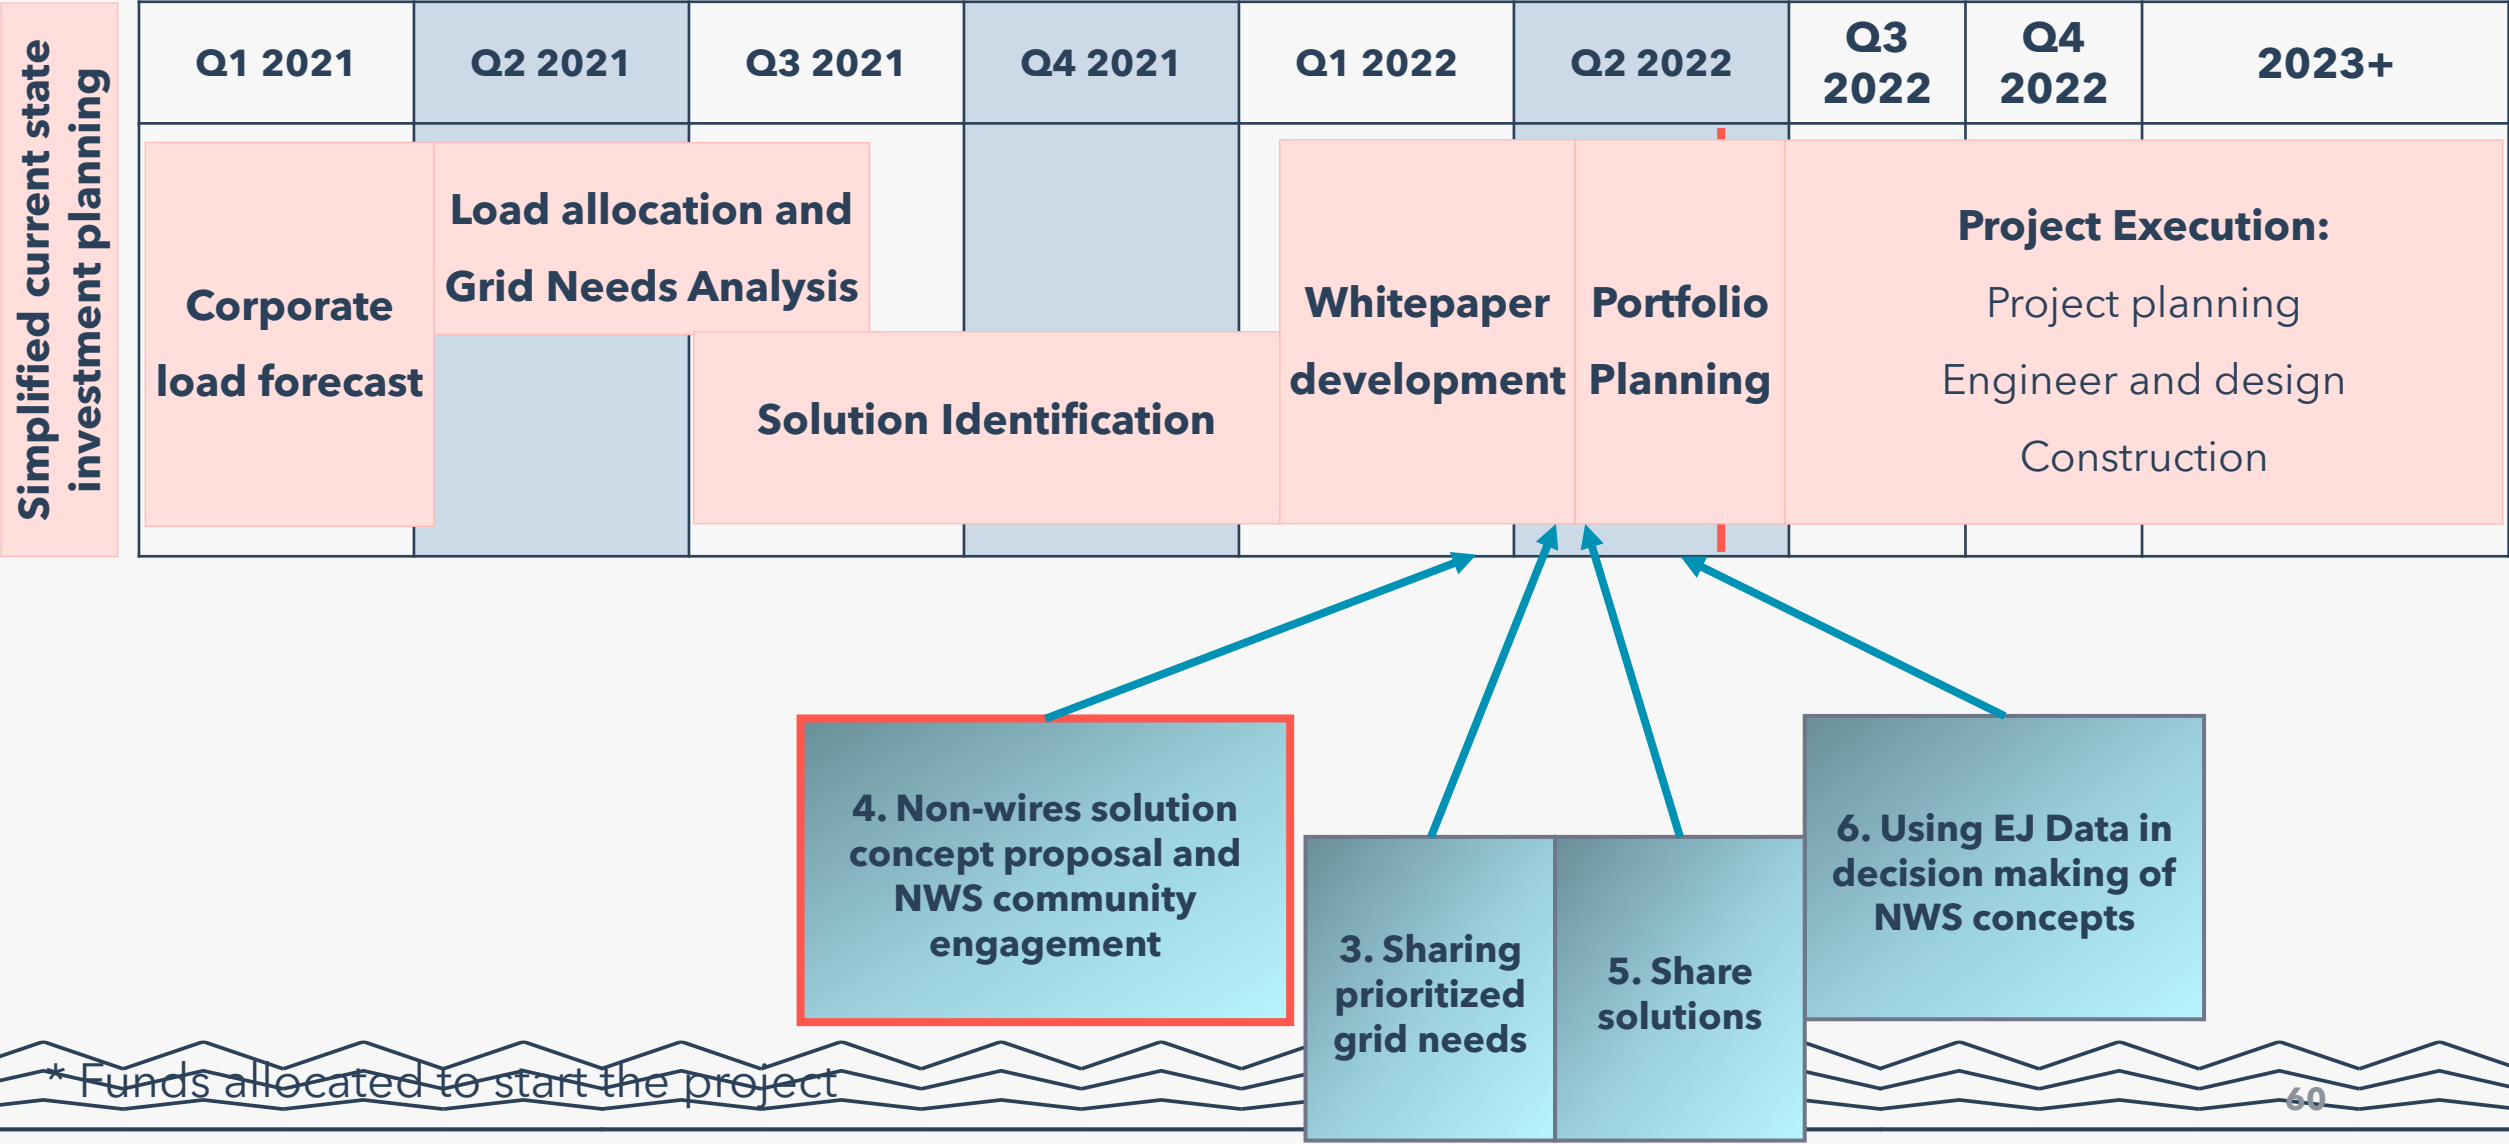 Simplified current state
investment planning
Q1 2021
Q2 2021
Q3 2021
Q4 2021
Q1 2022
Q2 2022
Q3
2022
Q4
2022
2023+
Corporate
load forecast
Load allocation and
Grid Needs Analysis
Solution Identification
Whitepaper
development
Portfolio
Planning
Project Execution:
Project planning
Engineer and design
Construction
4. Non-wires solution
concept proposal and
NWS community
engagement
3. Sharing
prioritized
grid needs
5. Share
solutions
6. Using EJ Data in
decision making of
NWS concepts
* Funds allocated to start the project
60